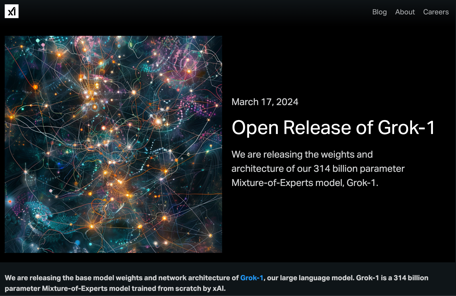 xI
Blog About Careers
March 17, 2024
Open Release of Grok-1
We are releasing the weights and
architecture of our 314 billion parameter
Mixture-of-Experts model, Grok-1.
We are releasing the base model weights and network architecture of Grok-1, our large language model. Grok-1 is a 314 billion
parameter Mixture-of-Experts model trained from scratch by xAI.